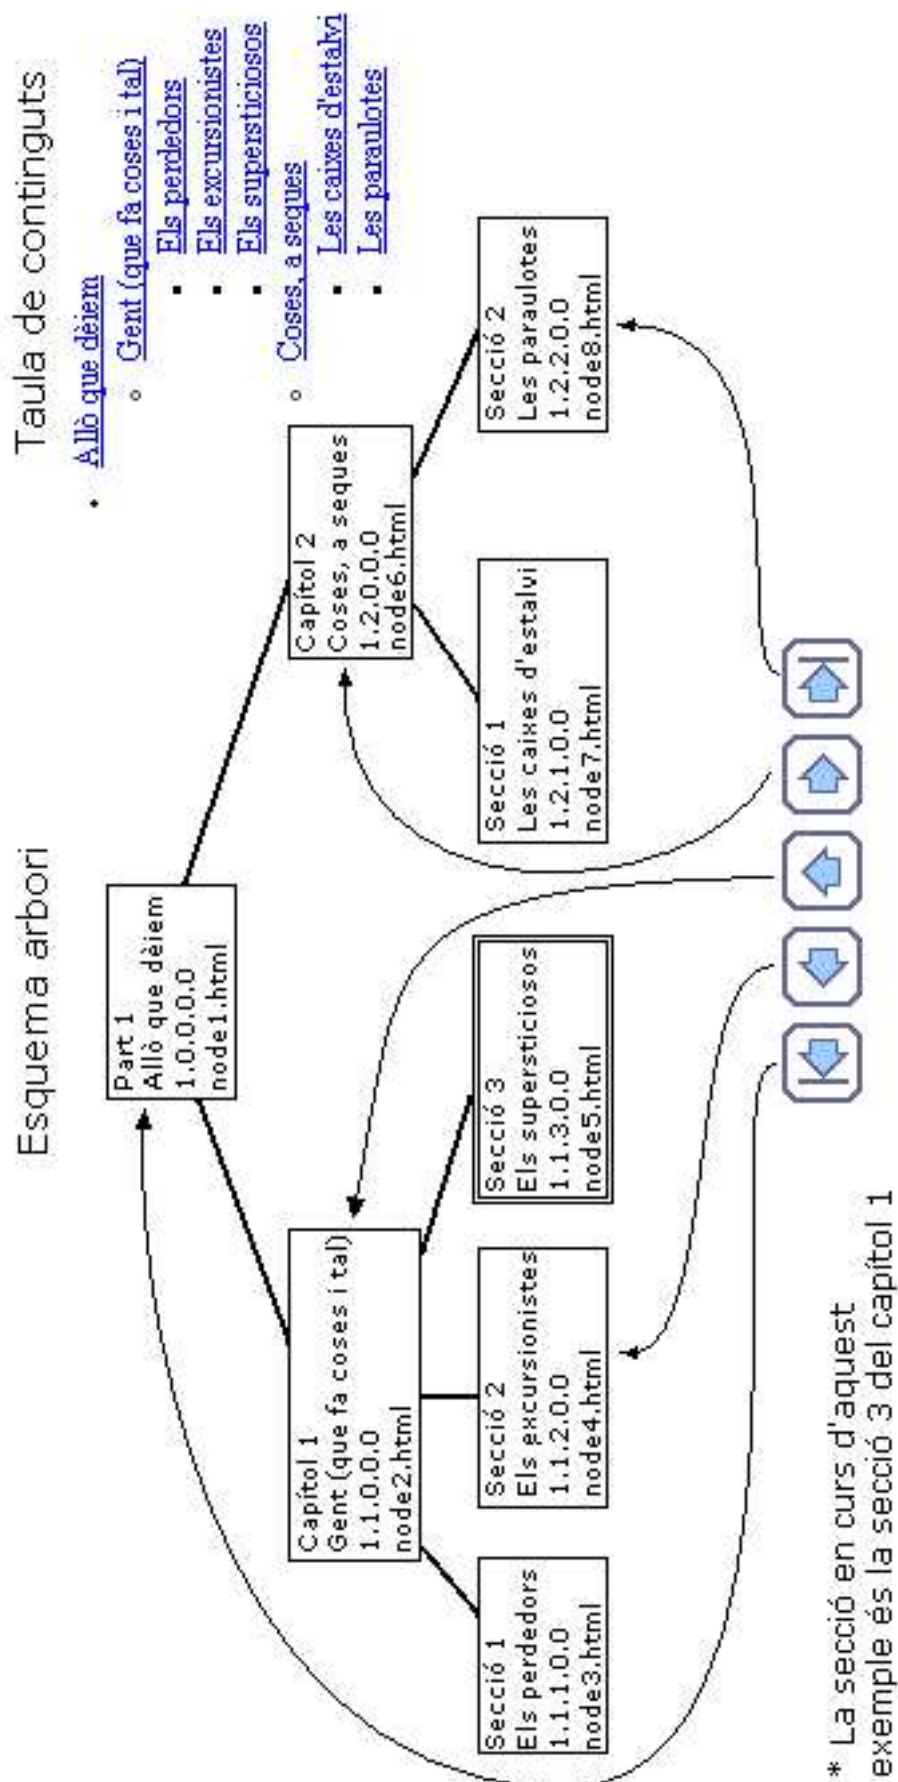 Esquema arbori
Taula de continguts
Part 1
Allò que dèiem
1.0.0.0.0
node1.html
Capítol 1
Gent (que fa coses i tal)
1.1.0.0.0
node2.html
Capítol 2
Coses, a seques
1.2.0.0.0
node6.html
Secció 1
Els perdedors
1.1.1.0.0
node3.html
Secció 2
Els excursionistes
1.1.2.0.0
node4.html
Secció 3
Els supersticiosos
1.1.3.0.0
node5.html
Secció 1
Les caixes d'estalvi
1.2.1.0.0
node7.html
Secció 2
Les paraulotes
1.2.2.0.0
node8.html
Allò que dèiem
Gent (que fa coses i tal)
Els perdedors
Els excursionistes
Els supersticiosos
Coses, a seques
Les caixes d'estalvi
Les paraulotes
* La secció en curs d'aquest
exemple és la secció 3 del capítol 1